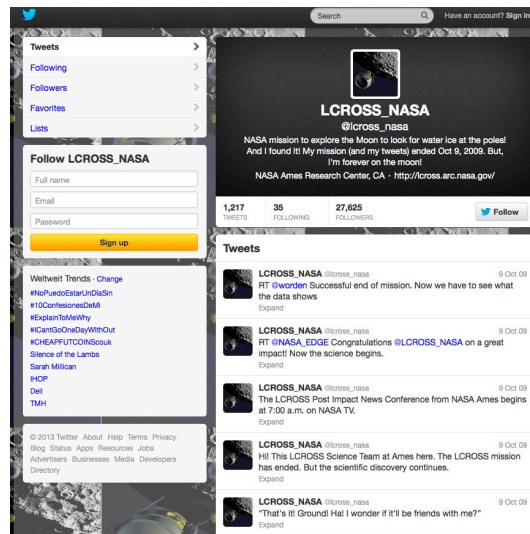 Search
Have an account? Sign in
Tweets
Following
Followers
Favorites
Lists
Follow LCROSS_NASA
Full name
Email
Password
Sign up
Weltweit Trends · Change
#NoPuedoEstarUnDíaSin
#10ConfesionesDeMi
#ExplainToMeWhy
#ICantGoOneDayWithOut
#CHEAPFUTCOINScouk
Silence of the Lambs
Sarah Millican
IHOP
Dell
TMH
© 2013 Twitter About Help Terms Privacy
Blog Status Apps Resources Jobs
Advertisers Businesses Media Developers
Directory
LCROSS_NASA
@lcross_nasa
NASA mission to explore the Moon to look for water ice at the poles!
And I found it! My mission (and my tweets) ended Oct 9, 2009. But,
I'm forever on the moon!
NASA Ames Research Center, CA · http://lcross.arc.nasa.gov/
1,217 35 27,625
TWEETS FOLLOWING FOLLOWERS
Follow
Tweets
LCROSS_NASA @lcross_nasa 9 Oct 09
RT @worden Successful end of mission. Now we have to see what
the data shows
Expand
LCROSS_NASA @lcross_nasa 9 Oct 09
RT @NASA_EDGE Congratulations @LCROSS_NASA on a great
impact! Now the science begins.
Expand
LCROSS_NASA @lcross_nasa 9 Oct 09
The LCROSS Post Impact News Conference from NASA Ames begins
at 7:00 a.m. on NASA TV.
Expand
LCROSS_NASA @lcross_nasa 9 Oct 09
Hi! This LCROSS Science Team at Ames here. The LCROSS mission
has ended. But the scientific discovery continues.
Expand
LCROSS_NASA @lcross_nasa 9 Oct 09
"That's it! Ground! Ha! I wonder if it'll be friends with me?"
Expand